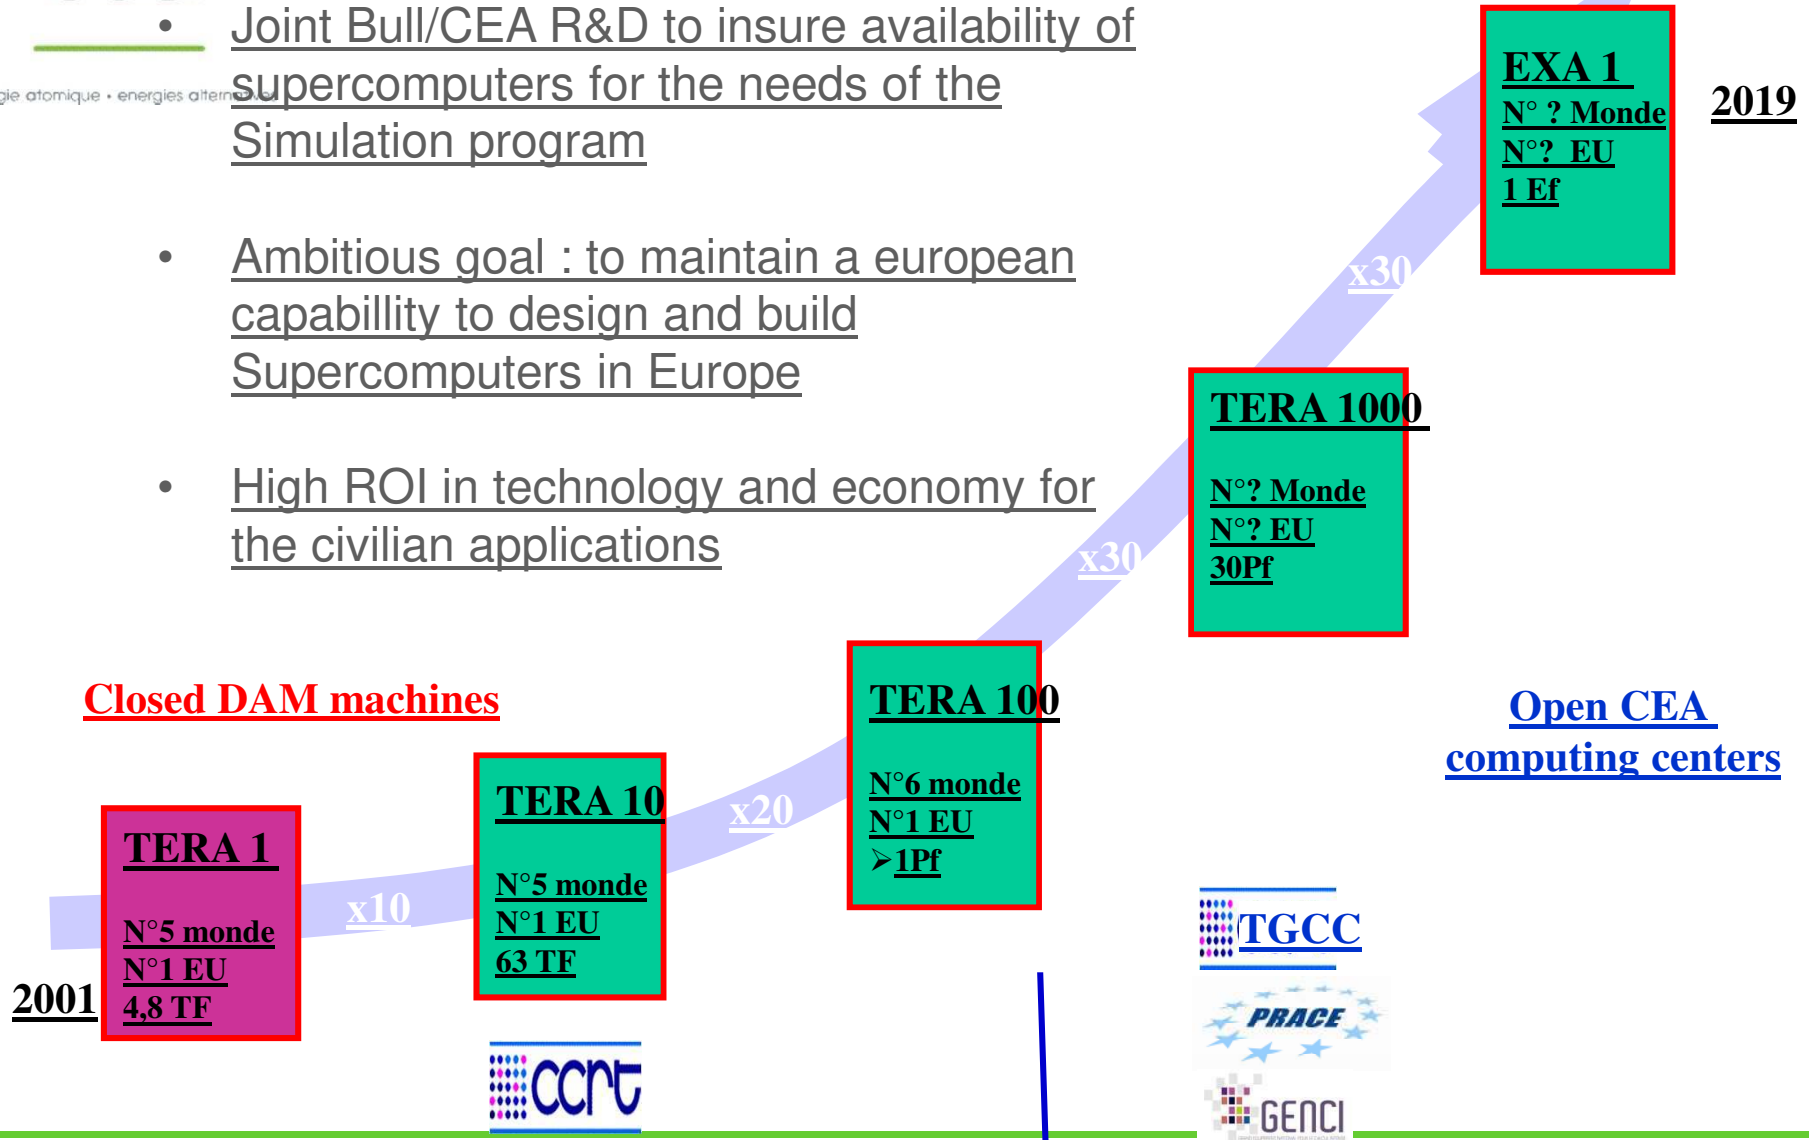 • Joint Bull/CEA R&D to insure availability of
supercomputers for the needs of the
Simulation program
gie atomique • energies alternatives
• Ambitious goal : to maintain a european
capabillity to design and build
Supercomputers in Europe
• High ROI in technology and economy for
the civilian applications
EXA 1
N° ? Monde
N°? EU
1 Ef
2019
x30
TERA 1000
N°? Monde
N°? EU
30Pf
x30
Closed DAM machines
TERA 100
N°6 monde
N°1 EU
➢1Pf
Open CEA
computing centers
x20
TERA 10
N°5 monde
N°1 EU
63 TF
x10
TERA 1
N°5 monde
N°1 EU
4,8 TF
2001
TGCC
PRACE
GENCI
ccrt